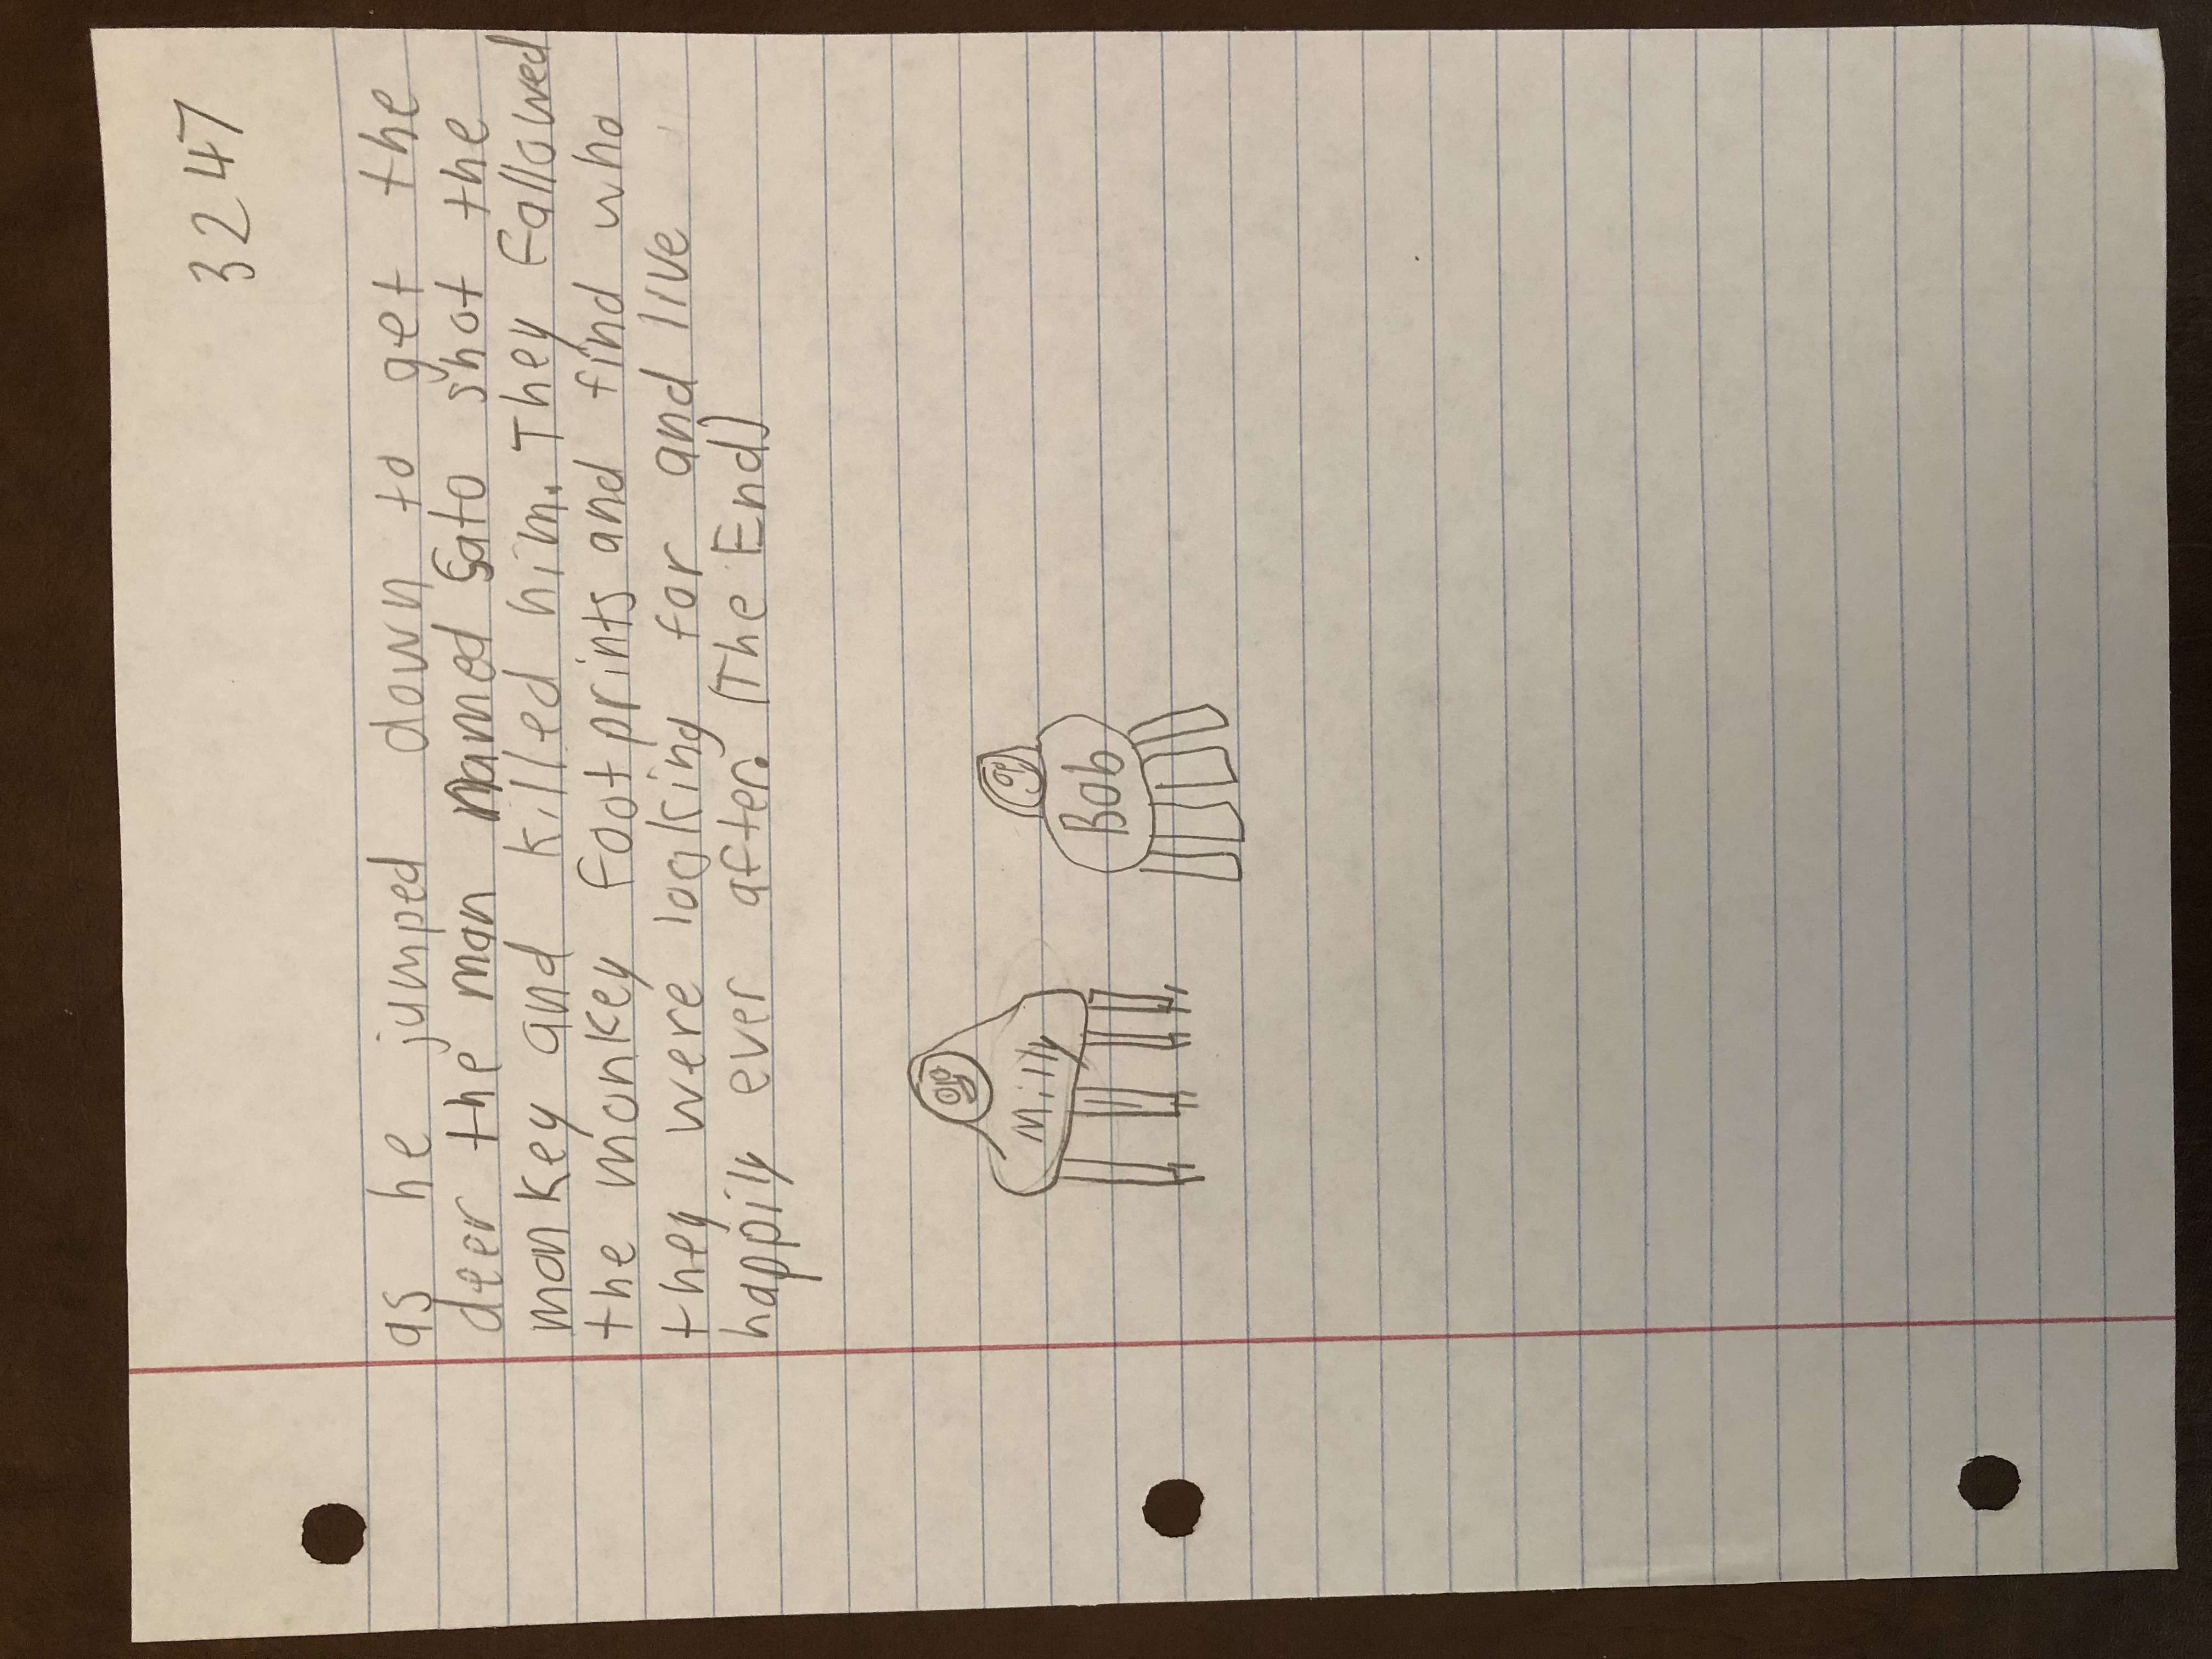 3247
as he jumped down to get the
deer the man named Sato shot the
monkey and killed him. They fallowed
the monkey footprints and find who
they were looking for and live
happily ever after. (The End)
Milly
Bob